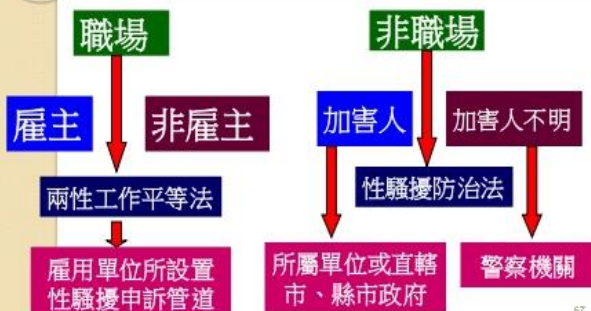 職場
非職場
雇主
非雇主
加害人
加害人不明
兩性工作平等法
性騷擾防治法
雇用單位所設置
性騷擾申訴管道
所屬單位或直轄
市、縣市政府
警察機關
67